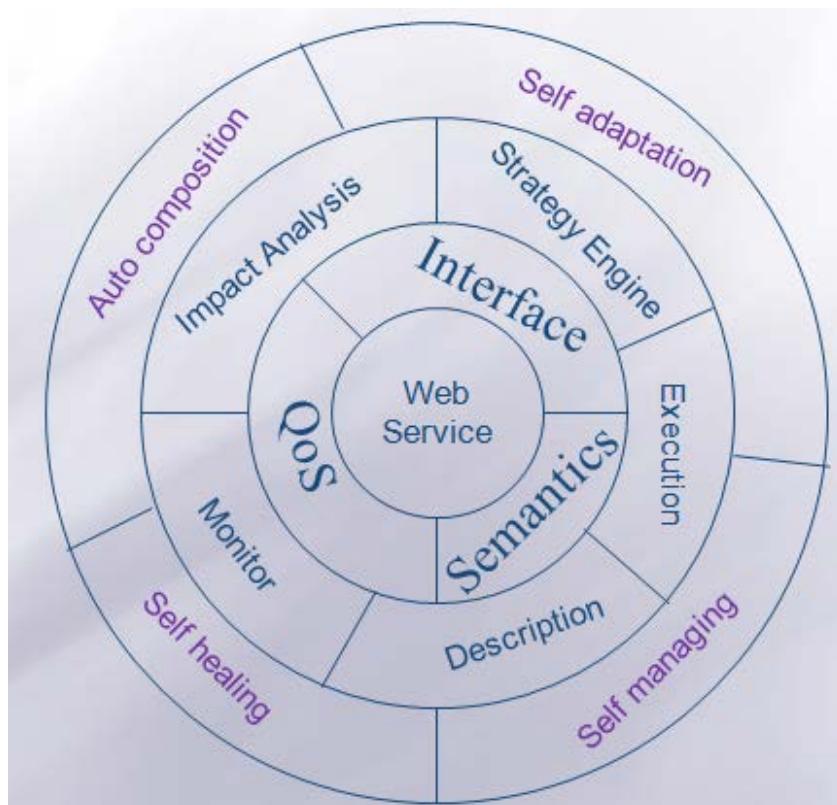 Self adaptation
Auto composition
Strategy Engine
Impact Analysis
Interface
Web
Service
Execution
QoS
Semantics
Monitor
Description
Self healing
Self managing